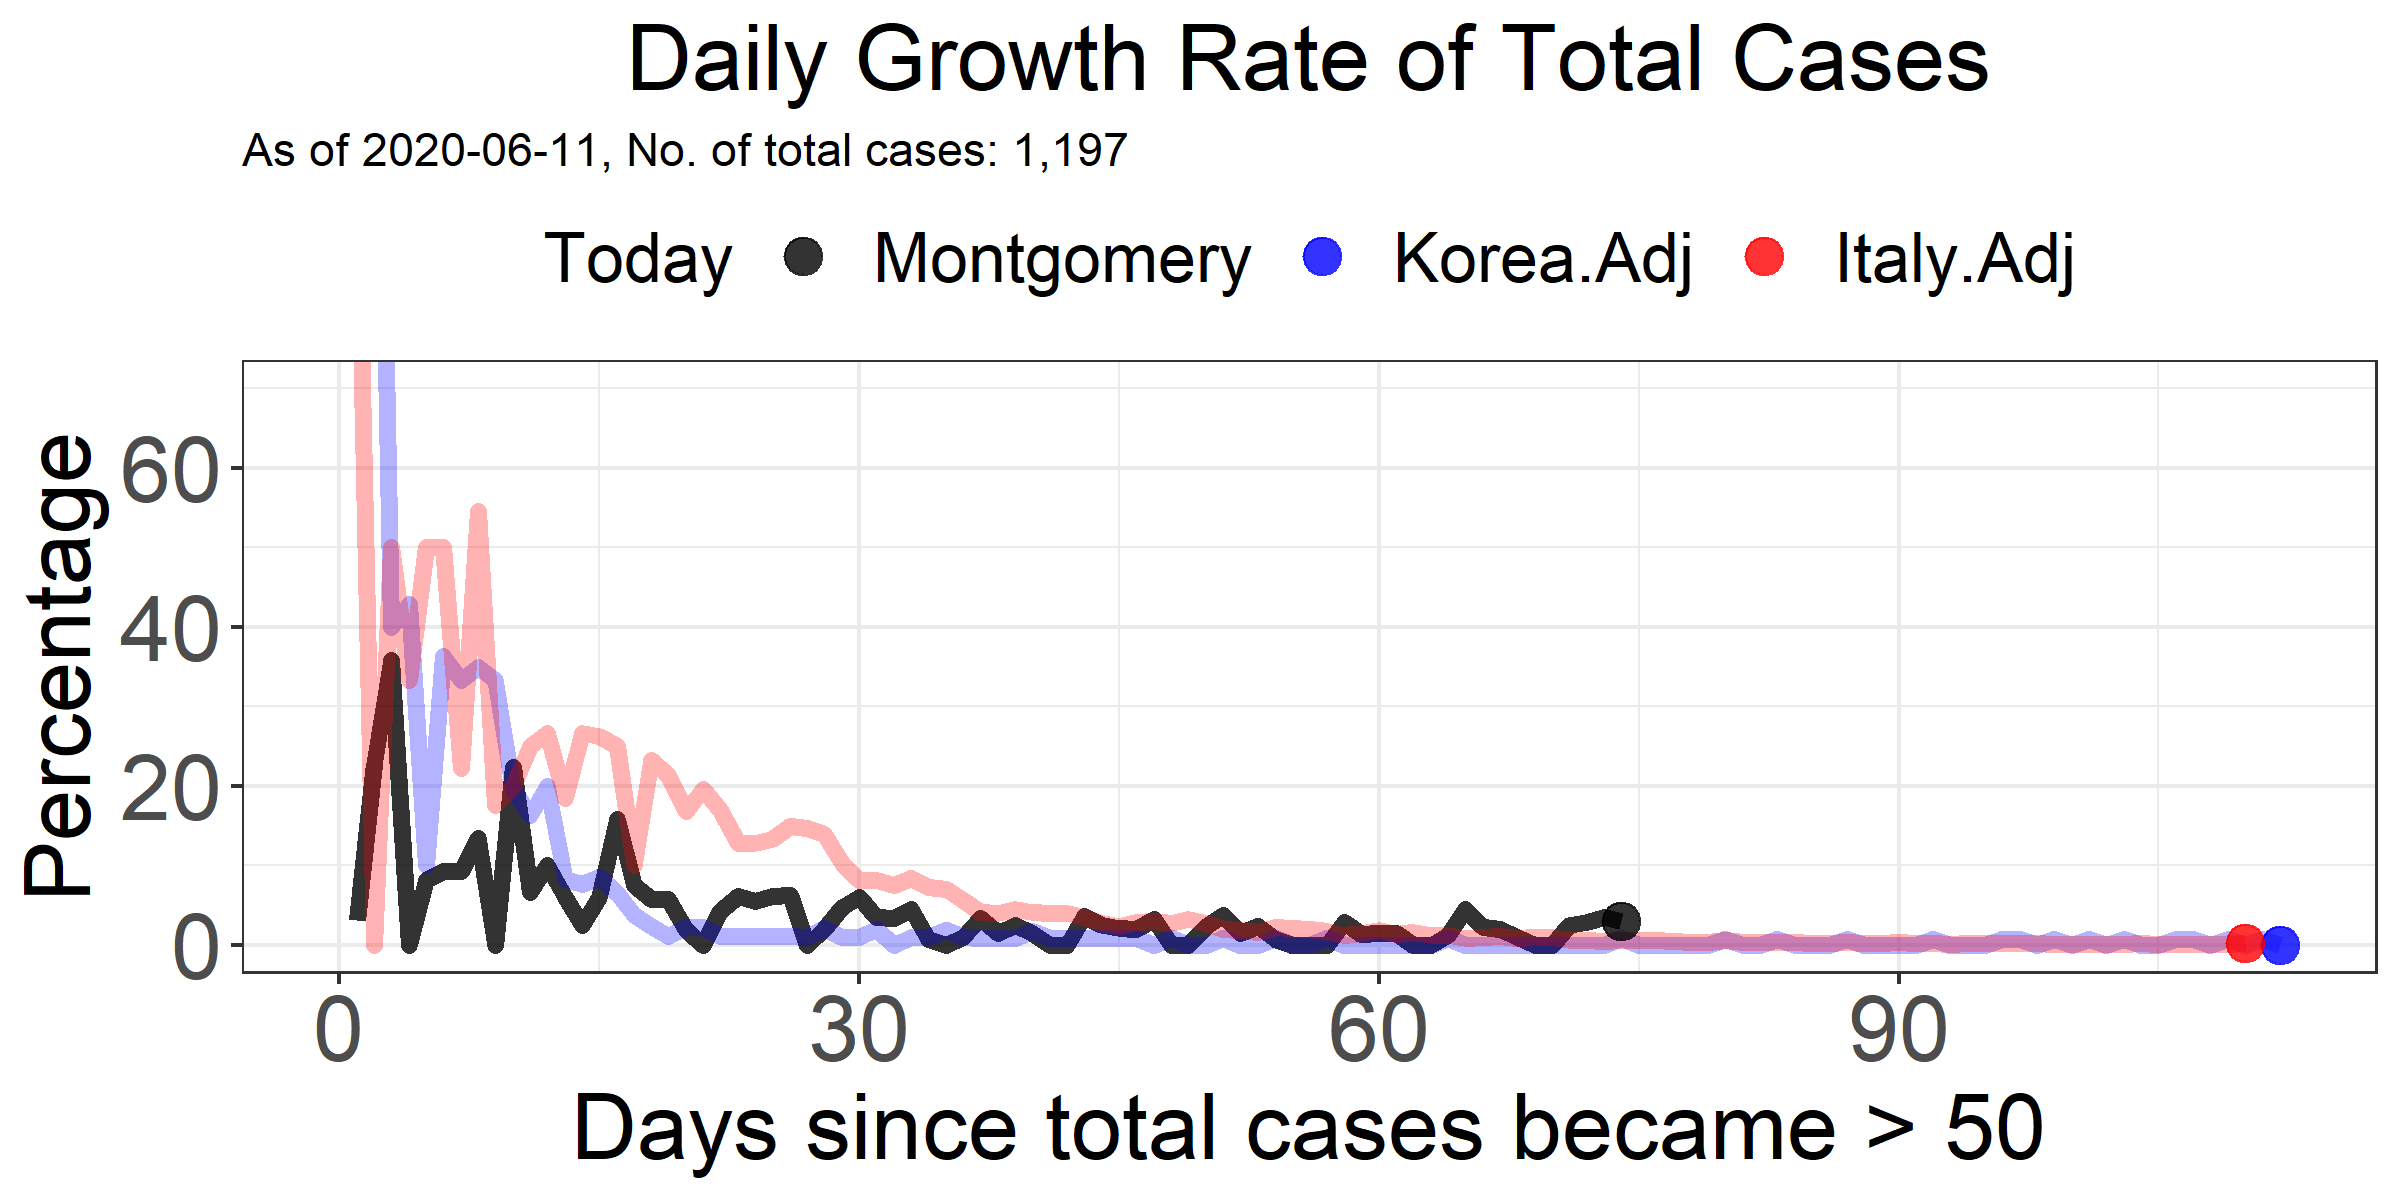 Daily Growth Rate of Total Cases
As of 2020-06-11, No. of total cases: 1,197
Today Montgomery Korea.Adj Italy.Adj
Percentage
60
40
20
0
0 30 60 90
Days since total cases became > 50